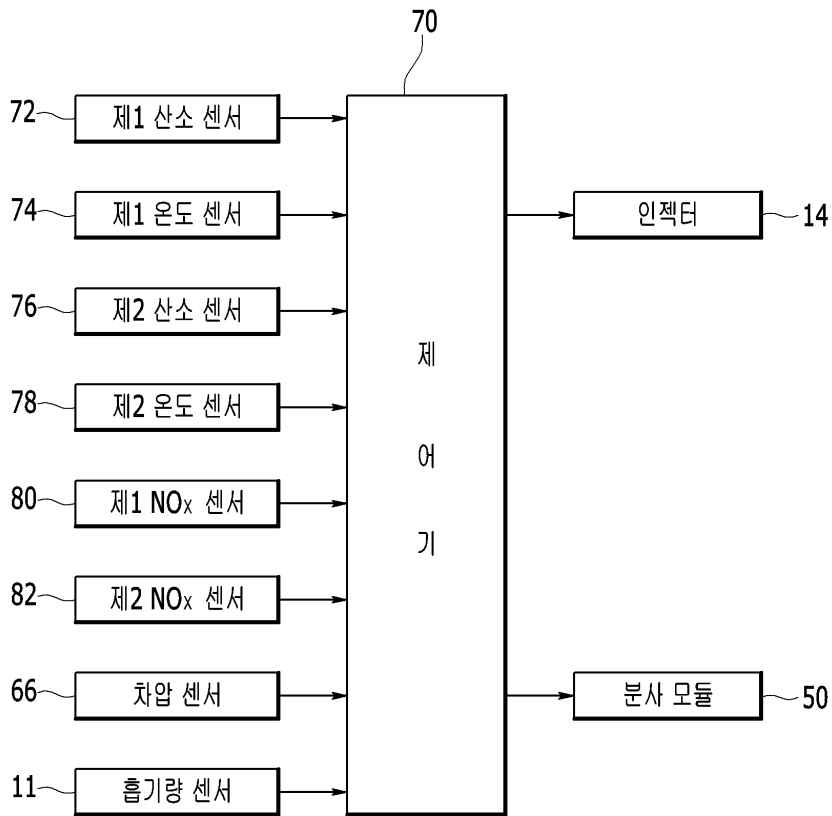 70
72 제1 산소 센서
74 제1 온도 센서 인젝터 14
76 제2 산소 센서
제
78 제2 온도 센서
어
80 제1 NOx 센서
기
82 제2 NOx 센서
66 차압 센서 분사 모듈 50
11 흡기량 센서